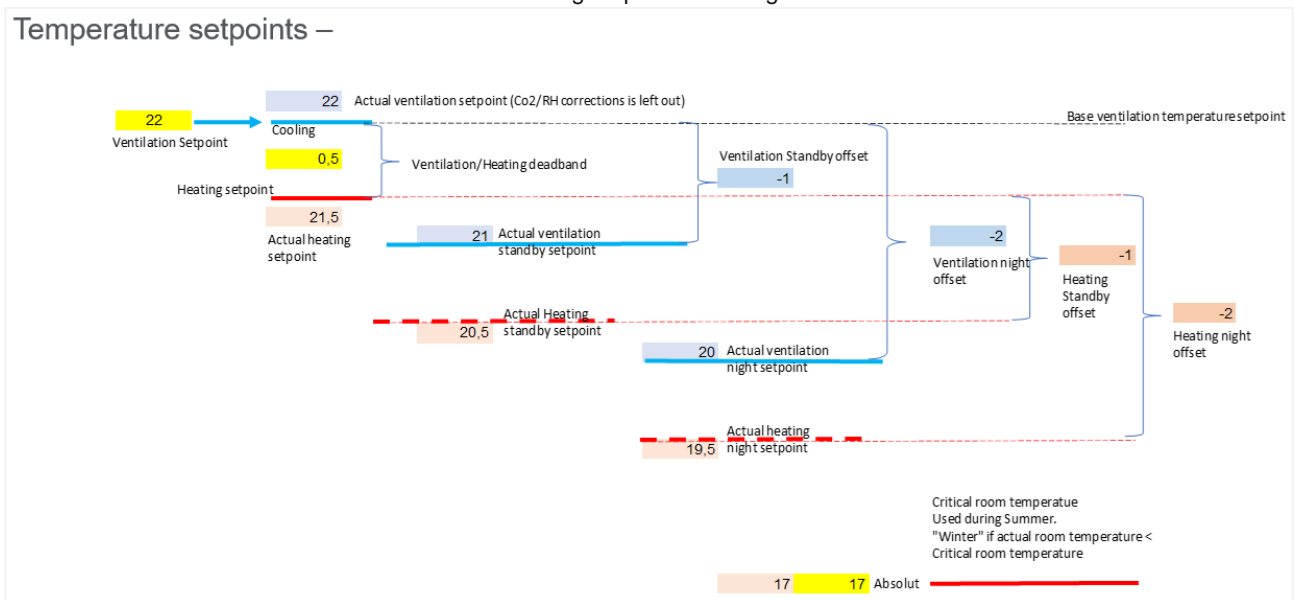 Temperature setpoints –
22 Actual ventilation setpoint (Co2/RH corrections is left out)
22
Ventilation Setpoint
Cooling
Base ventilation temperature setpoint
0,5
Ventilation/Heating deadband
Ventilation Standby offset
-1
Heating setpoint
21,5
Actual heating
setpoint
21 Actual ventilation
standby setpoint
-2
Ventilation night
offset
-1
Heating
Standby
offset
Actual Heating
20,5 standby setpoint
-2
Heating night
offset
20 Actual ventilation
night setpoint
Actual heating
19,5 night setpoint
Critical room temperatue
Used during Summer.
"Winter" if actual room temperature <
Critical room temperature
17 17 Absolut